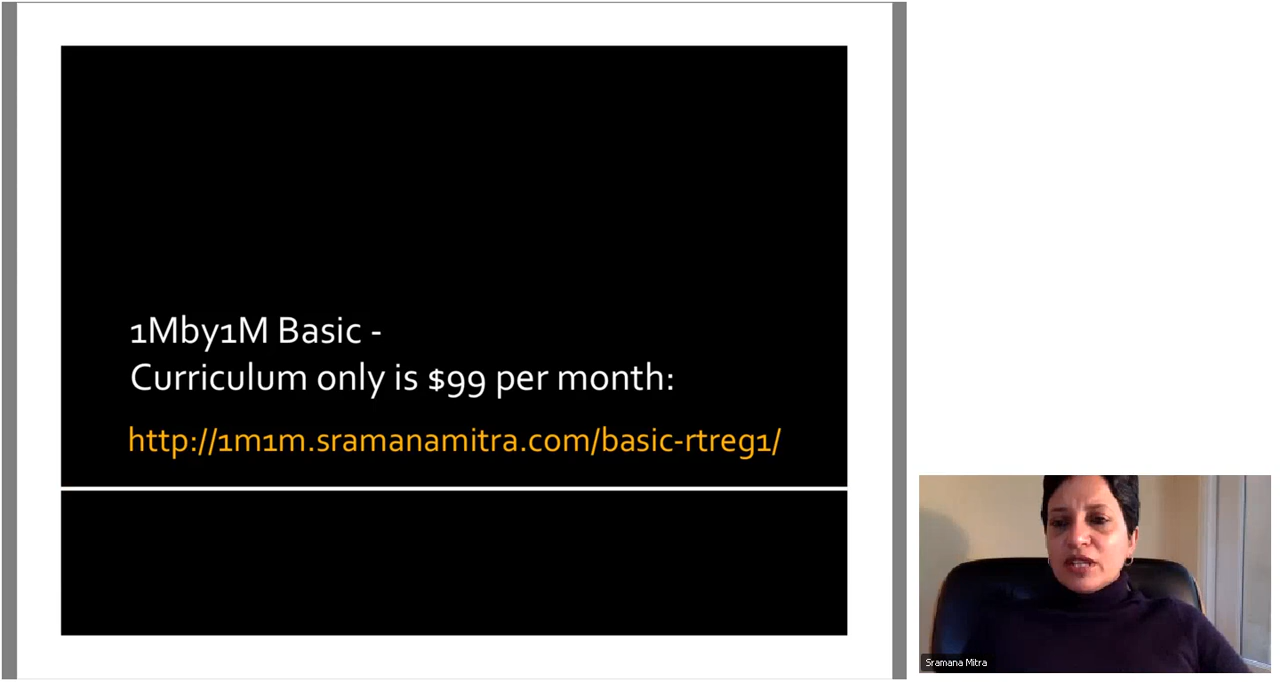 1Mby1M Basic -
Curriculum only is $99 per month:
http://1m1m.sramanamitra.com/basic-rtreg1/
Sramana Mitra